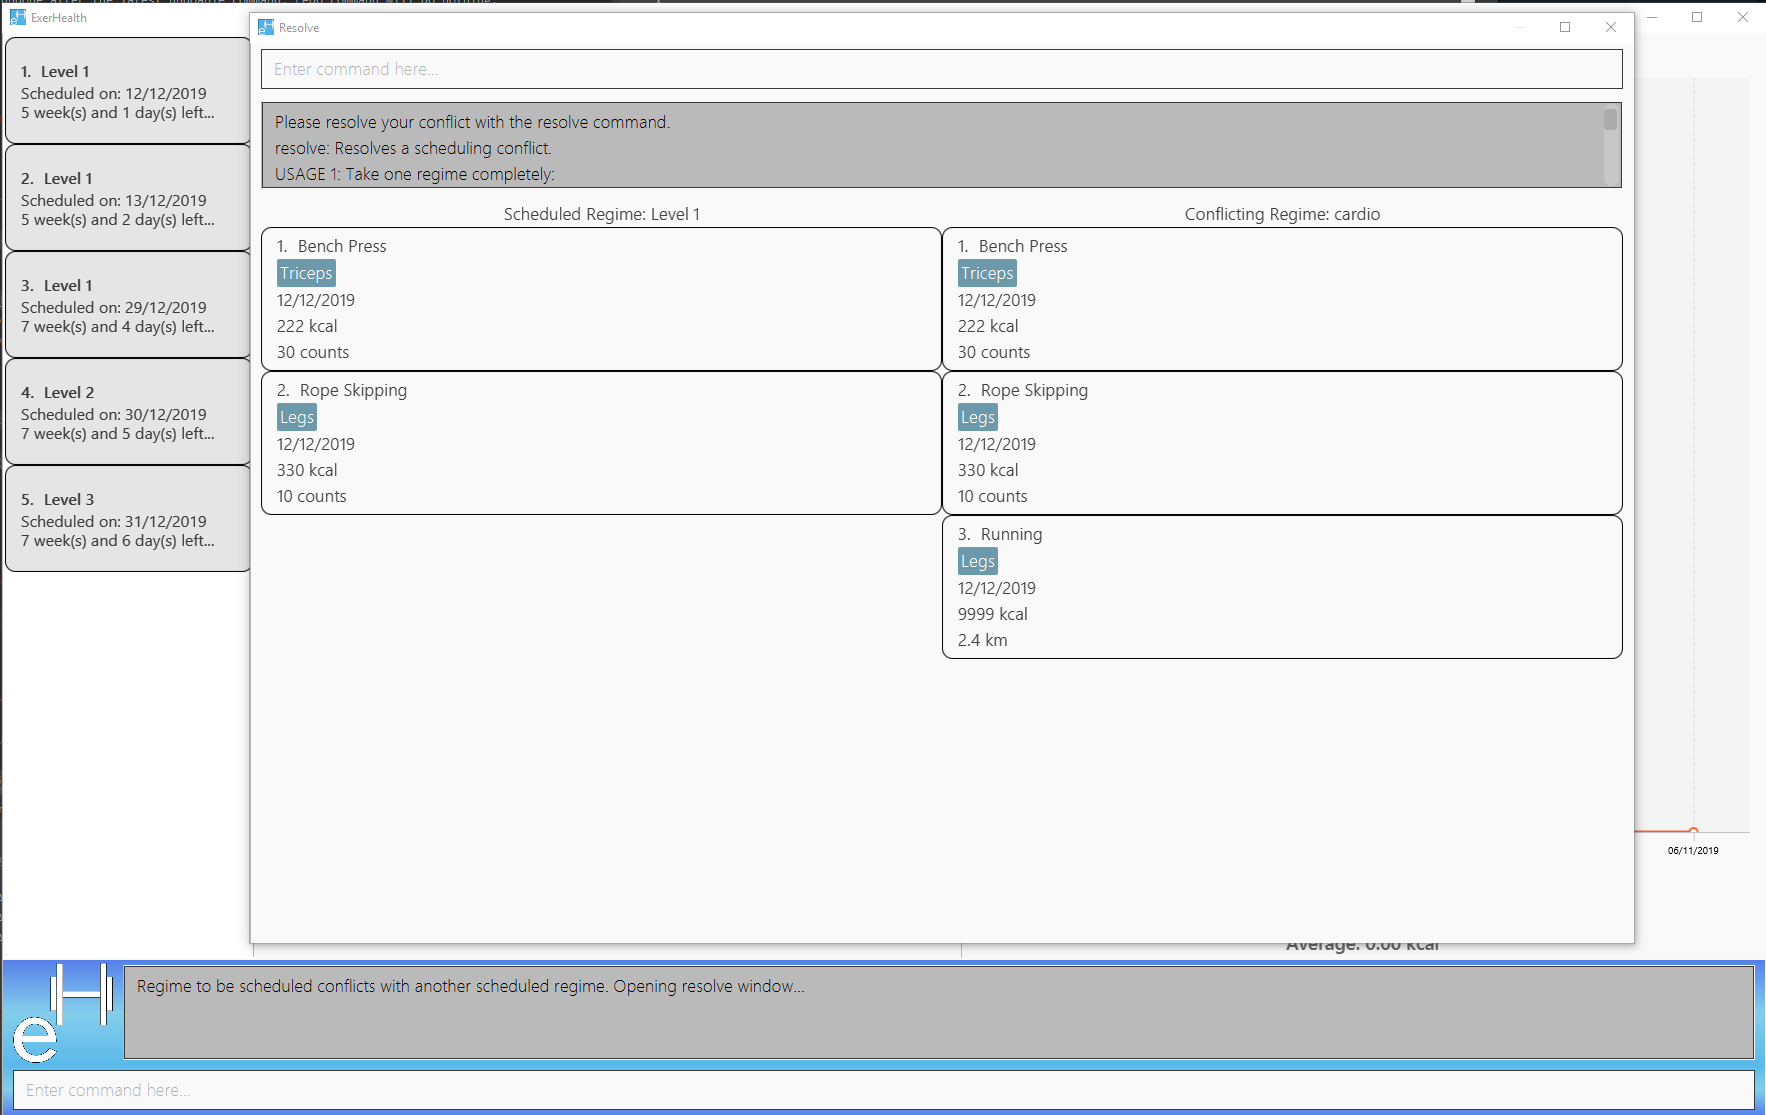 ExerHealth
Resolve
1. Level 1
Scheduled on: 12/12/2019
5 week(s) and 1 day(s) left...
2. Level 1
Scheduled on: 13/12/2019
5 week(s) and 2 day(s) left...
3. Level 1
Scheduled on: 29/12/2019
7 week(s) and 4 day(s) left...
4. Level 2
Scheduled on: 30/12/2019
7 week(s) and 5 day(s) left...
5. Level 3
Scheduled on: 31/12/2019
7 week(s) and 6 day(s) left...
Enter command here...
Please resolve your conflict with the resolve command.
resolve: Resolves a scheduling conflict.
USAGE 1: Take one regime completely:
Scheduled Regime: Level 1
1. Bench Press
Triceps
12/12/2019
222 kcal
30 counts
2. Rope Skipping
Legs
12/12/2019
330 kcal
10 counts
Conflicting Regime: cardio
1. Bench Press
Triceps
12/12/2019
222 kcal
30 counts
2. Rope Skipping
Legs
12/12/2019
330 kcal
10 counts
3. Running
Legs
12/12/2019
9999 kcal
2.4 km
06/11/2019
Average: 0.00 kcal
eH
Regime to be scheduled conflicts with another scheduled regime. Opening resolve window...
Enter command here...